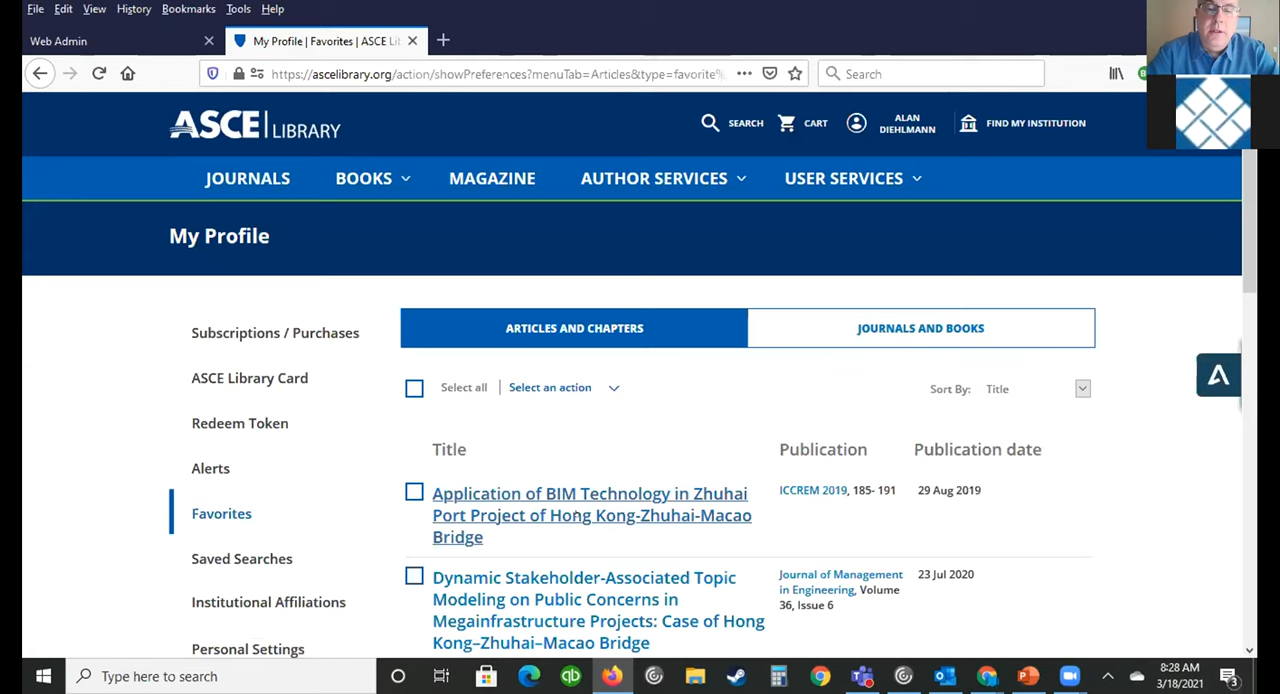 File Edit View History Bookmarks Tools Help
Web Admin
My Profile | Favorites | ASCE Lit
https://ascelibrary.org/action/showPreferences?menuTab=Articles&type=favorite%
Search
ASCE | LIBRARY
SEARCH
CART
ALAN
DIEHLMANN
FIND MY INSTITUTION
JOURNALS BOOKS MAGAZINE AUTHOR SERVICES USER SERVICES
My Profile
Subscriptions / Purchases
ASCE Library Card
Redeem Token
Alerts
Favorites
Saved Searches
Institutional Affiliations
Personal Settings
ARTICLES AND CHAPTERS
JOURNALS AND BOOKS
Select all | Select an action
Sort By: Title
Title Publication Publication date
Application of BIM Technology in Zhuhai
Port Project of Hong Kong-Zhuhai-Macao
Bridge
ICCREM 2019, 185- 191
29 Aug 2019
Dynamic Stakeholder-Associated Topic
Modeling on Public Concerns in
Megainfrastructure Projects: Case of Hong
Kong–Zhuhai–Macao Bridge
Journal of Management
in Engineering, Volume
36, Issue 6
23 Jul 2020
Type here to search
8:28 AM
3/18/2021
3